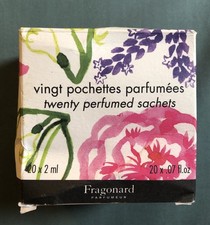 vingt pochettes parfumées
twenty perfumed sachets
20 x 2 ml 20 x .07 fl.oz
Fragonard
PARFUMEUR